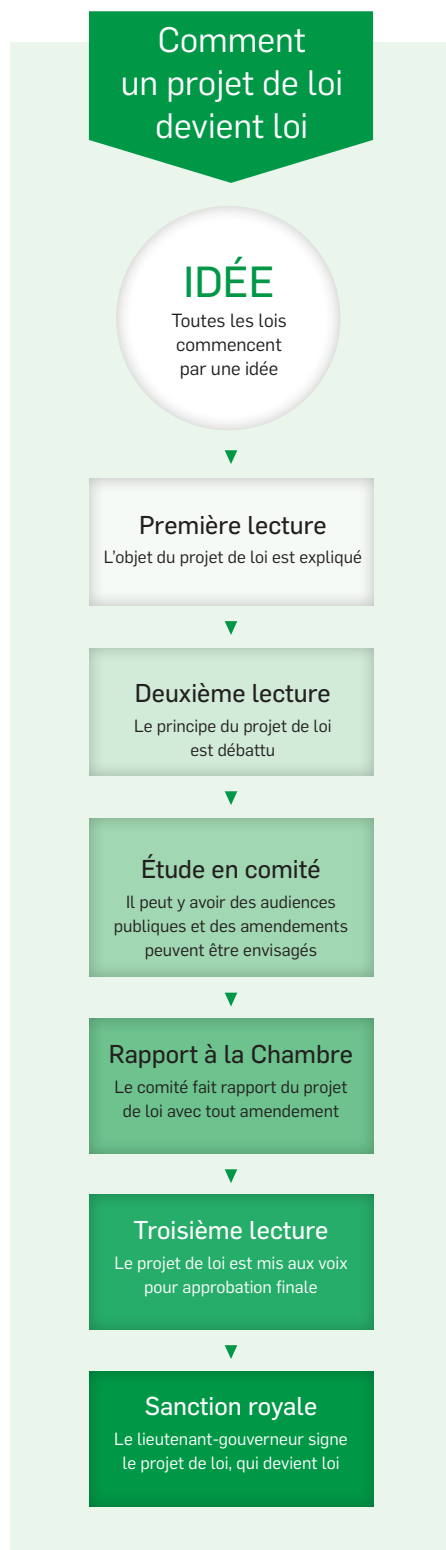 Comment
un projet de loi
devient loi
IDÉE
Toutes les lois
commencent
par une idée
Première lecture
L'objet du projet de loi est expliqué
Deuxième lecture
Le principe du projet de loi
est débattu
Étude en comité
Il peut y avoir des audiences
publiques et des amendements
peuvent être envisagés
Rapport à la Chambre
Le comité fait rapport du projet
de loi avec tout amendement
Troisième lecture
Le projet de loi est mis aux voix
pour approbation finale
Sanction royale
Le lieutenant-gouverneur signe
le projet de loi, qui devient loi